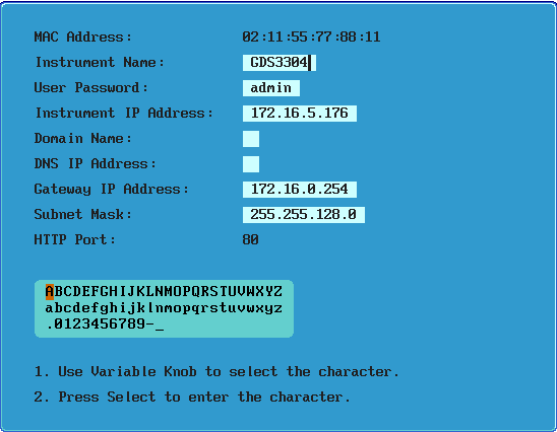 MAC Address: 02:11:55:77:88:11
Instrument Name: GDS3304
User Password: admin
Instrument IP Address: 172.16.5.176
Domain Name:
DNS IP Address:
Gateway IP Address: 172.16.0.254
Subnet Mask: 255.255.128.0
HTTP Port: 80
ABCDEFGHIJKLNMOPQRSTUVWXYZ
abcdefghijklnmopqrstuvwxyz
.0123456789-_
1. Use Variable Knob to select the character.
2. Press Select to enter the character.